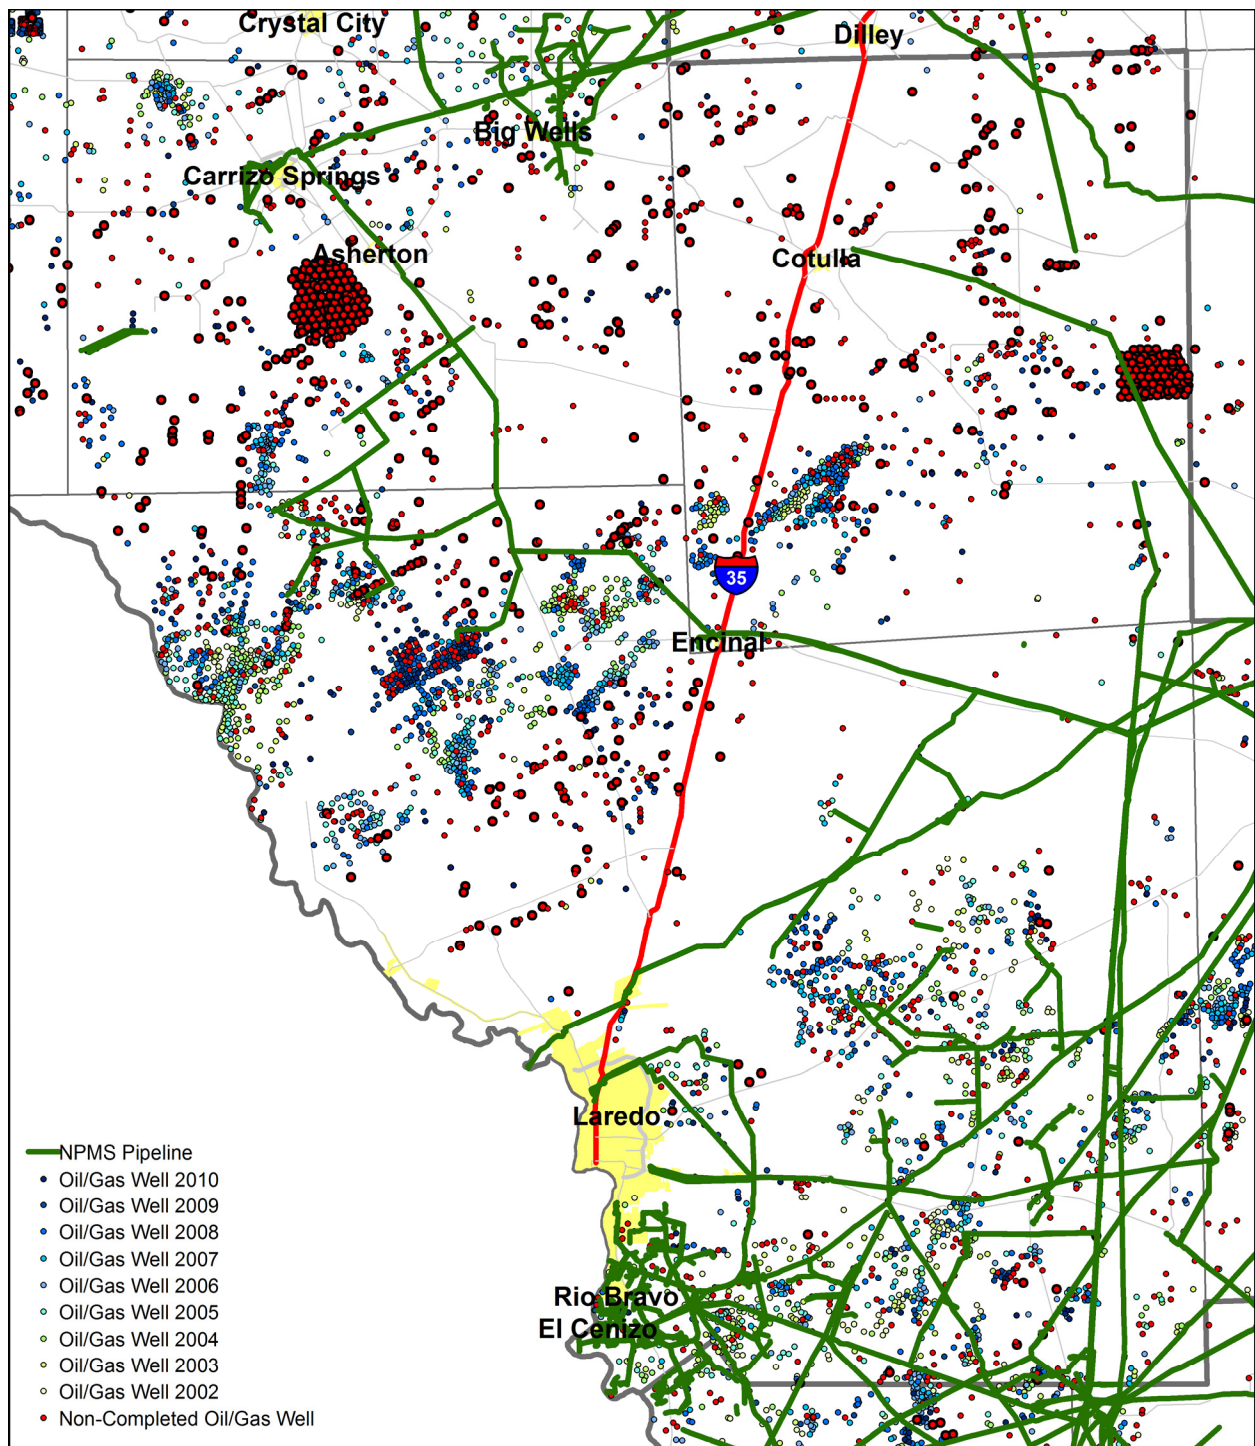 Crystal City
Dilley
Big Wells
Carrizo Springs
Asherton
Cotulla
35
Encinal
Laredo
NPMS Pipeline
Oil/Gas Well 2010
Oil/Gas Well 2009
Oil/Gas Well 2008
Oil/Gas Well 2007
Oil/Gas Well 2006
Oil/Gas Well 2005
Oil/Gas Well 2004
Oil/Gas Well 2003
Oil/Gas Well 2002
Non-Completed Oil/Gas Well
Rio Bravo
El Cenizo